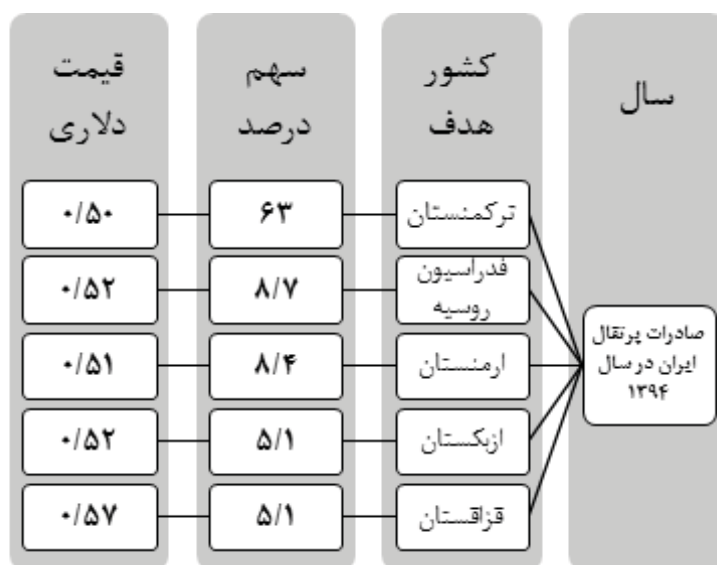 سال
کشور
هدف
سهم
درصد
قیمت
دلاری
صادرات پرتقال
ایران در سال
۱۳۹۴
ترکمنستان
۶۳
۰/۵۰
فدراسیون
روسیه
۸/۷
۰/۵۲
ارمنستان
۸/۴
۰/۵۱
ازبکستان
۵/۱
۰/۵۲
قزاقستان
۵/۱
۰/۵۷